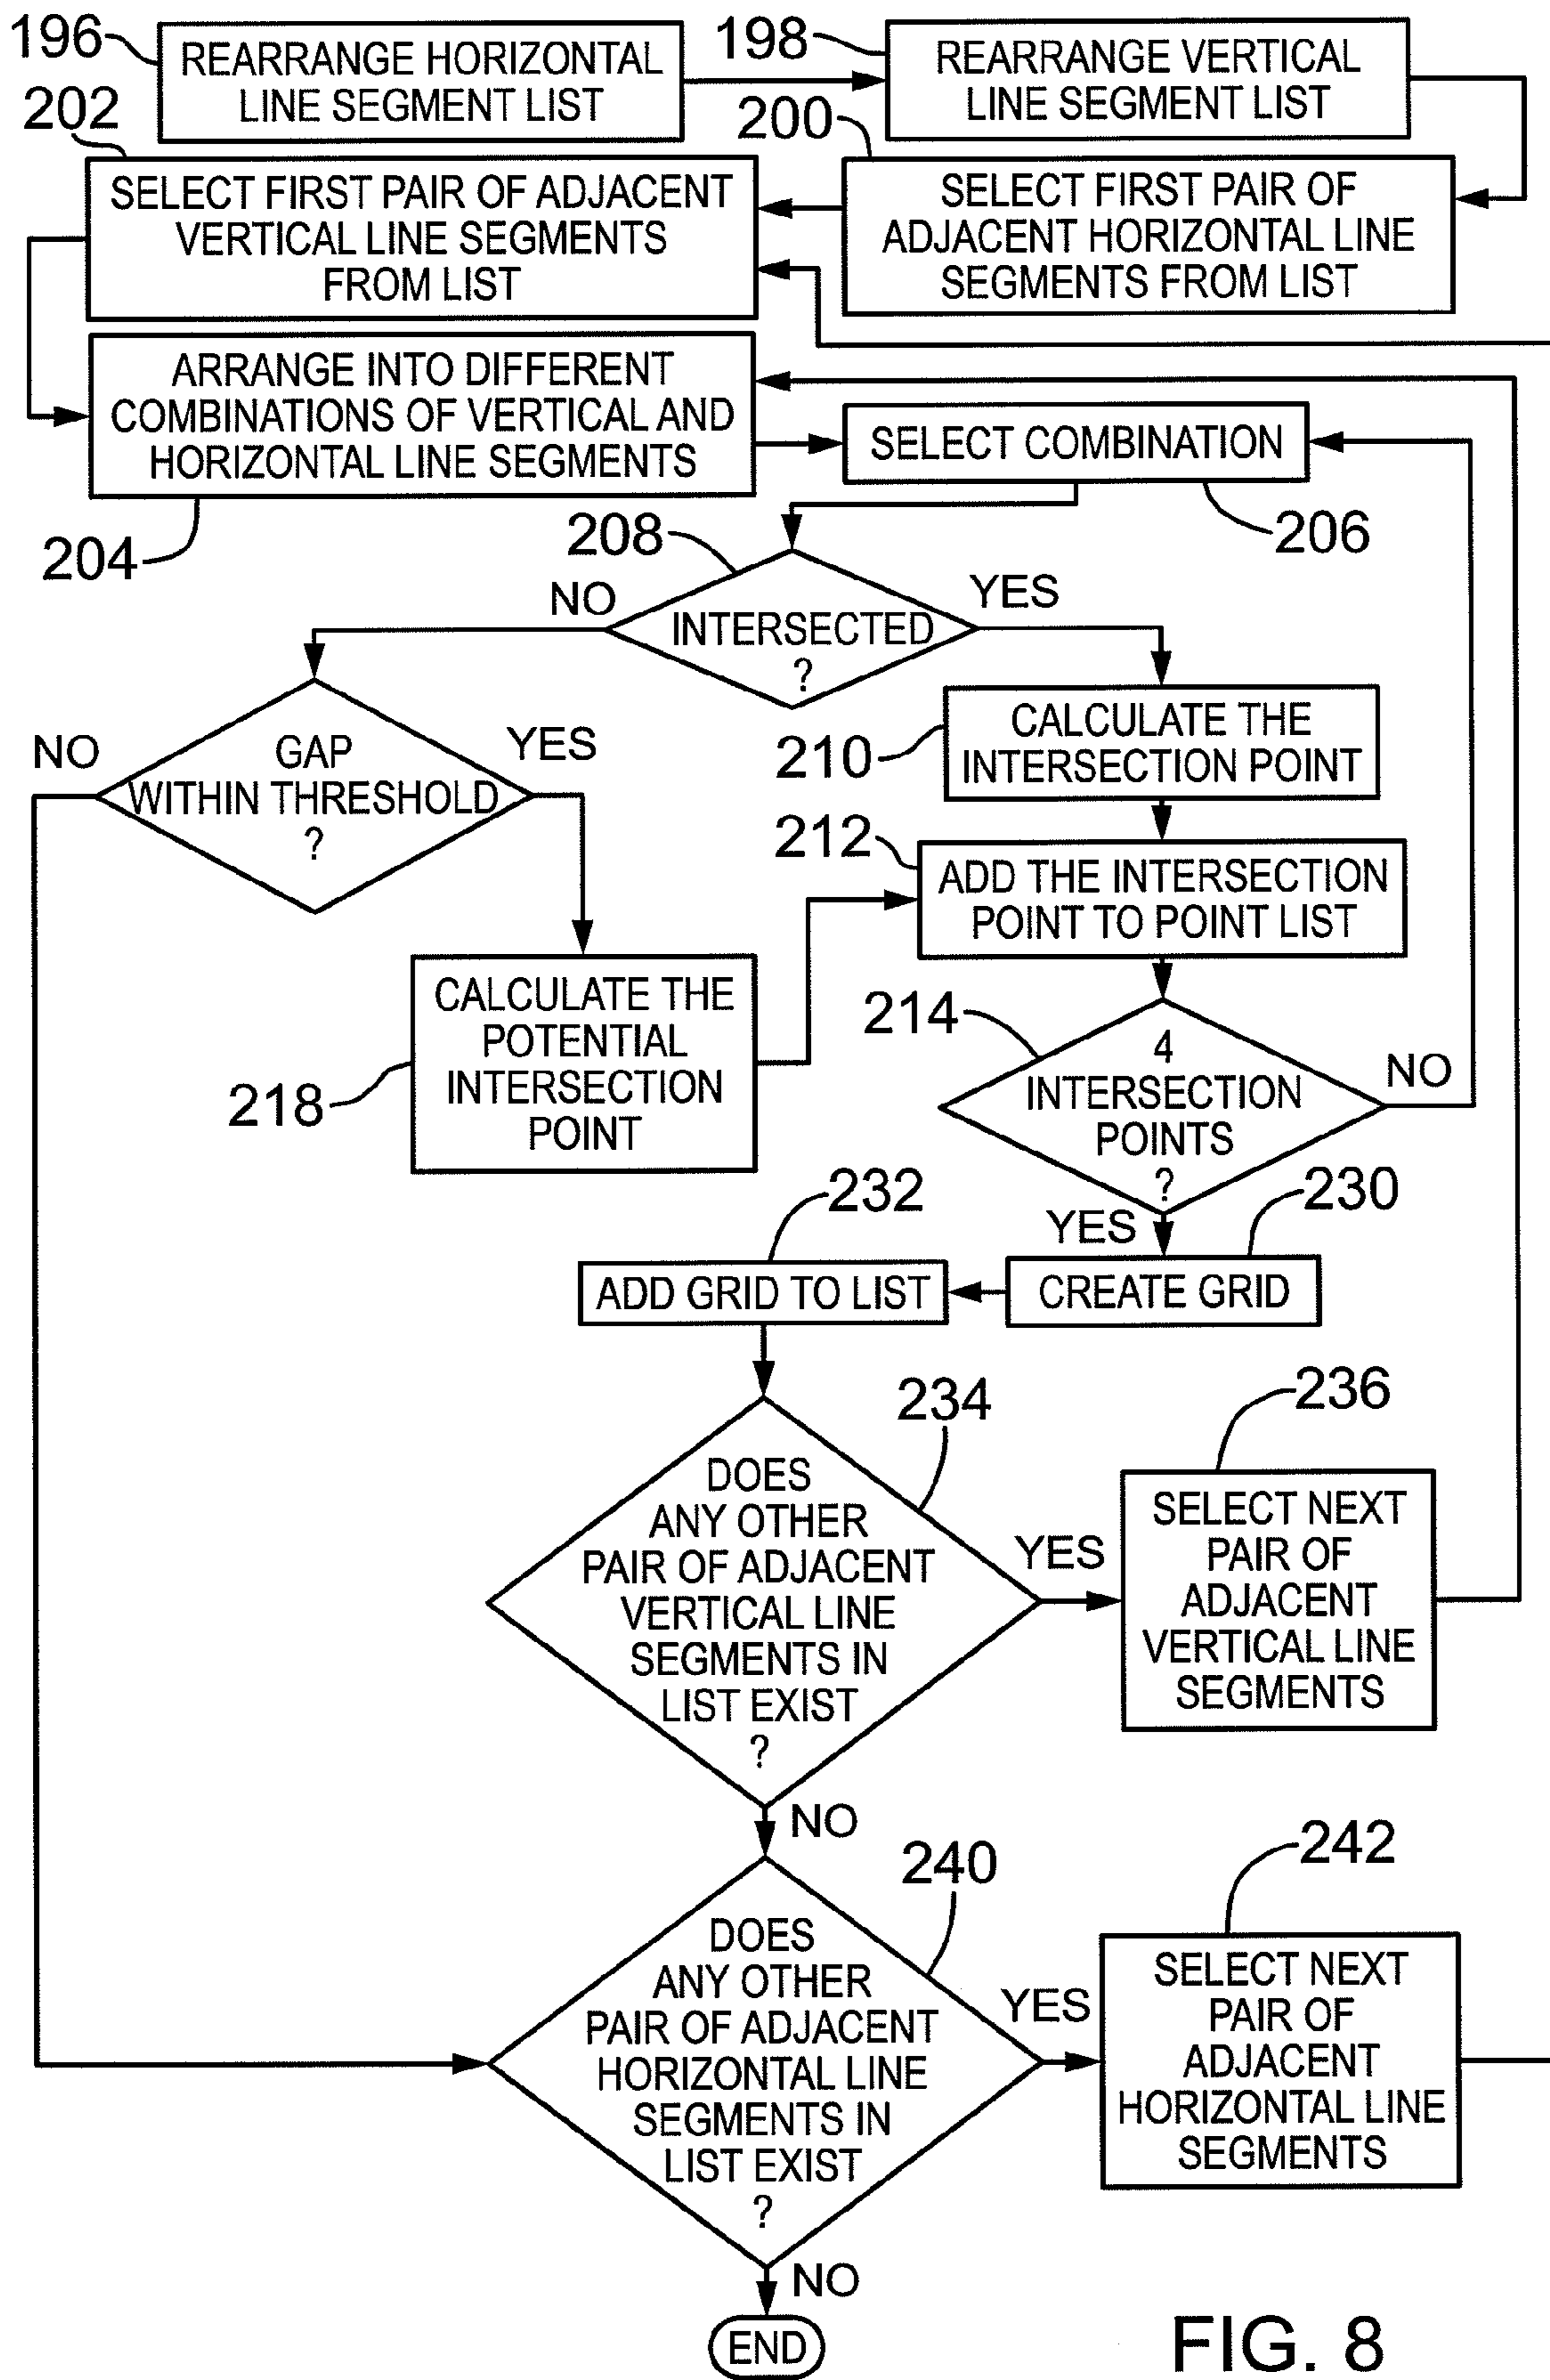 196
REARRANGE HORIZONTAL
LINE SEGMENT LIST
198
REARRANGE VERTICAL
LINE SEGMENT LIST
202
SELECT FIRST PAIR OF ADJACENT
VERTICAL LINE SEGMENTS
FROM LIST
200
SELECT FIRST PAIR OF
ADJACENT HORIZONTAL LINE
SEGMENTS FROM LIST
ARRANGE INTO DIFFERENT
COMBINATIONS OF VERTICAL AND
HORIZONTAL LINE SEGMENTS
204
SELECT COMBINATION
206
208
NO
YES
INTERSECTED
?
NO
YES
GAP
WITHIN THRESHOLD
?
210
CALCULATE THE
INTERSECTION POINT
212
ADD THE INTERSECTION
POINT TO POINT LIST
218
CALCULATE THE
POTENTIAL
INTERSECTION
POINT
214
4
INTERSECTION
POINTS
?
NO
YES
230
CREATE GRID
232
ADD GRID TO LIST
234
DOES
ANY OTHER
PAIR OF ADJACENT
VERTICAL LINE
SEGMENTS IN
LIST EXIST
?
YES
236
SELECT NEXT
PAIR OF
ADJACENT
VERTICAL LINE
SEGMENTS
NO
240
DOES
ANY OTHER
PAIR OF ADJACENT
HORIZONTAL LINE
SEGMENTS IN
LIST EXIST
?
YES
242
SELECT NEXT
PAIR OF
ADJACENT
HORIZONTAL LINE
SEGMENTS
NO
END
FIG. 8